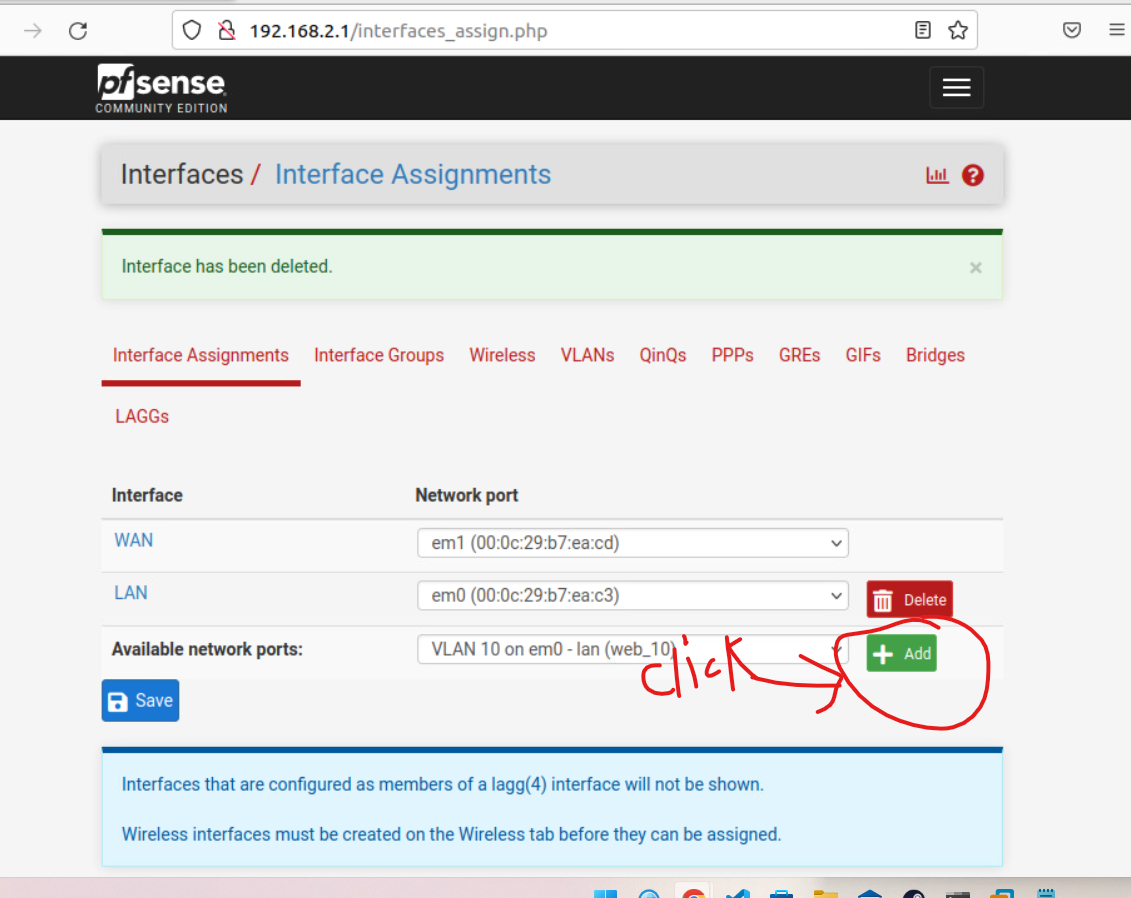 192.168.2.1/interfaces_assign.php
pfsense
COMMUNITY EDITION
Interfaces / Interface Assignments
Interface has been deleted.
×
Interface Assignments Interface Groups Wireless VLANs QinQs PPPs GREs GIFs Bridges
LAGGs
Interface Network port
WAN em1 (00:0c:29:b7:ea:cd)
LAN em0 (00:0c:29:b7:ea:c3) Delete
Available network ports: VLAN 10 on em0 - lan (web_10) Add
click
Save
Interfaces that are configured as members of a lagg(4) interface will not be shown.
Wireless interfaces must be created on the Wireless tab before they can be assigned.